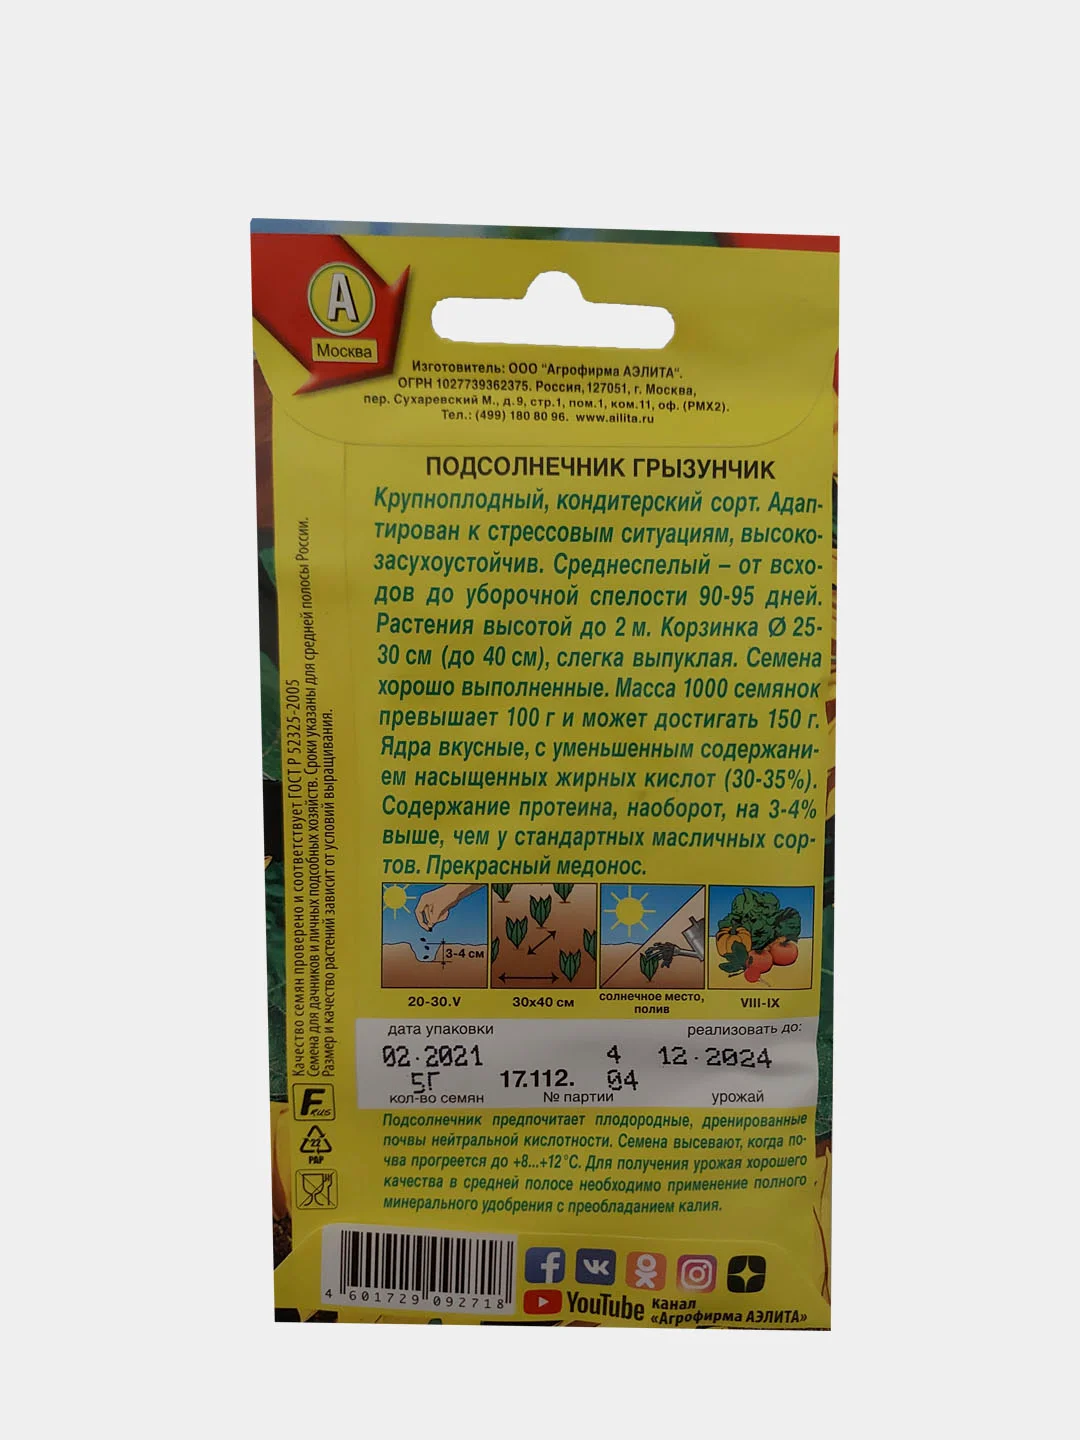 А
Москва
Изготовитель: ООО "Агрофирма АЭЛИТА".
ОГРН 1027739362375. Россия, 127051, г. Москва,
пер. Сухаревский М., д.9, стр.1, пом.1, ком.11, оф. (РМХ2).
Тел.: (499) 180 80 96. www.ailita.ru
ПОДСОЛНЕЧНИК ГРЫЗУНЧИК
Крупноплодный, кондитерский сорт. Адап-
тирован к стрессовым ситуациям, высоко-
засухоустойчив. Среднеспелый – от всхо-
дов до уборочной спелости 90-95 дней.
Растения высотой до 2 м. Корзинка Ø 25-
30 см (до 40 см), слегка выпуклая. Семена
хорошо выполненные. Масса 1000 семянок
превышает 100 г и может достигать 150 г.
Ядра вкусные, с уменьшенным содержани-
ем насыщенных жирных кислот (30-35%).
Содержание протеина, наоборот, на 3-4%
выше, чем у стандартных масличных сор-
тов. Прекрасный медонос.
3-4 см
20-30.V
30х40 см
солнечное место,
полив
VIII-IX
дата упаковки
реализовать до:
02.2021
4
12.2024
5Г
17.112.
04
кол-во семян
№ партии
урожай
Подсолнечник предпочитает плодородные, дренированные
почвы нейтральной кислотности. Семена высевают, когда по-
чва прогреется до +8...+12°С. Для получения урожая хорошего
качества в средней полосе необходимо применение полного
минерального удобрения с преобладанием калия.
Качество семян проверено и соответствует ГОСТ Р 52325-2005
Семена для дачников и личных подсобных хозяйств. Сроки указаны для средней полосы России.
Размер и качество растений зависит от условий выращивания.
F RUS
22
PAP
4 601729 092718
YouTube
канал
«Агрофирма АЭЛИТА»